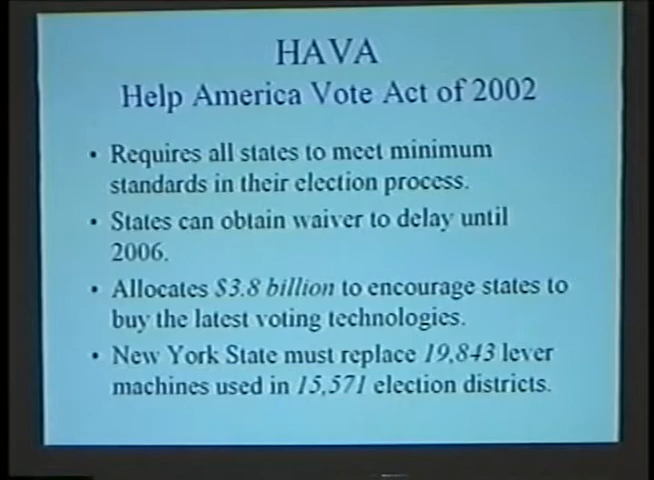 HAVA
Help America Vote Act of 2002
• Requires all states to meet minimum
standards in their election process.
• States can obtain waiver to delay until
2006.
• Allocates $3.8 billion to encourage states to
buy the latest voting technologies.
• New York State must replace 19,843 lever
machines used in 15,571 election districts.